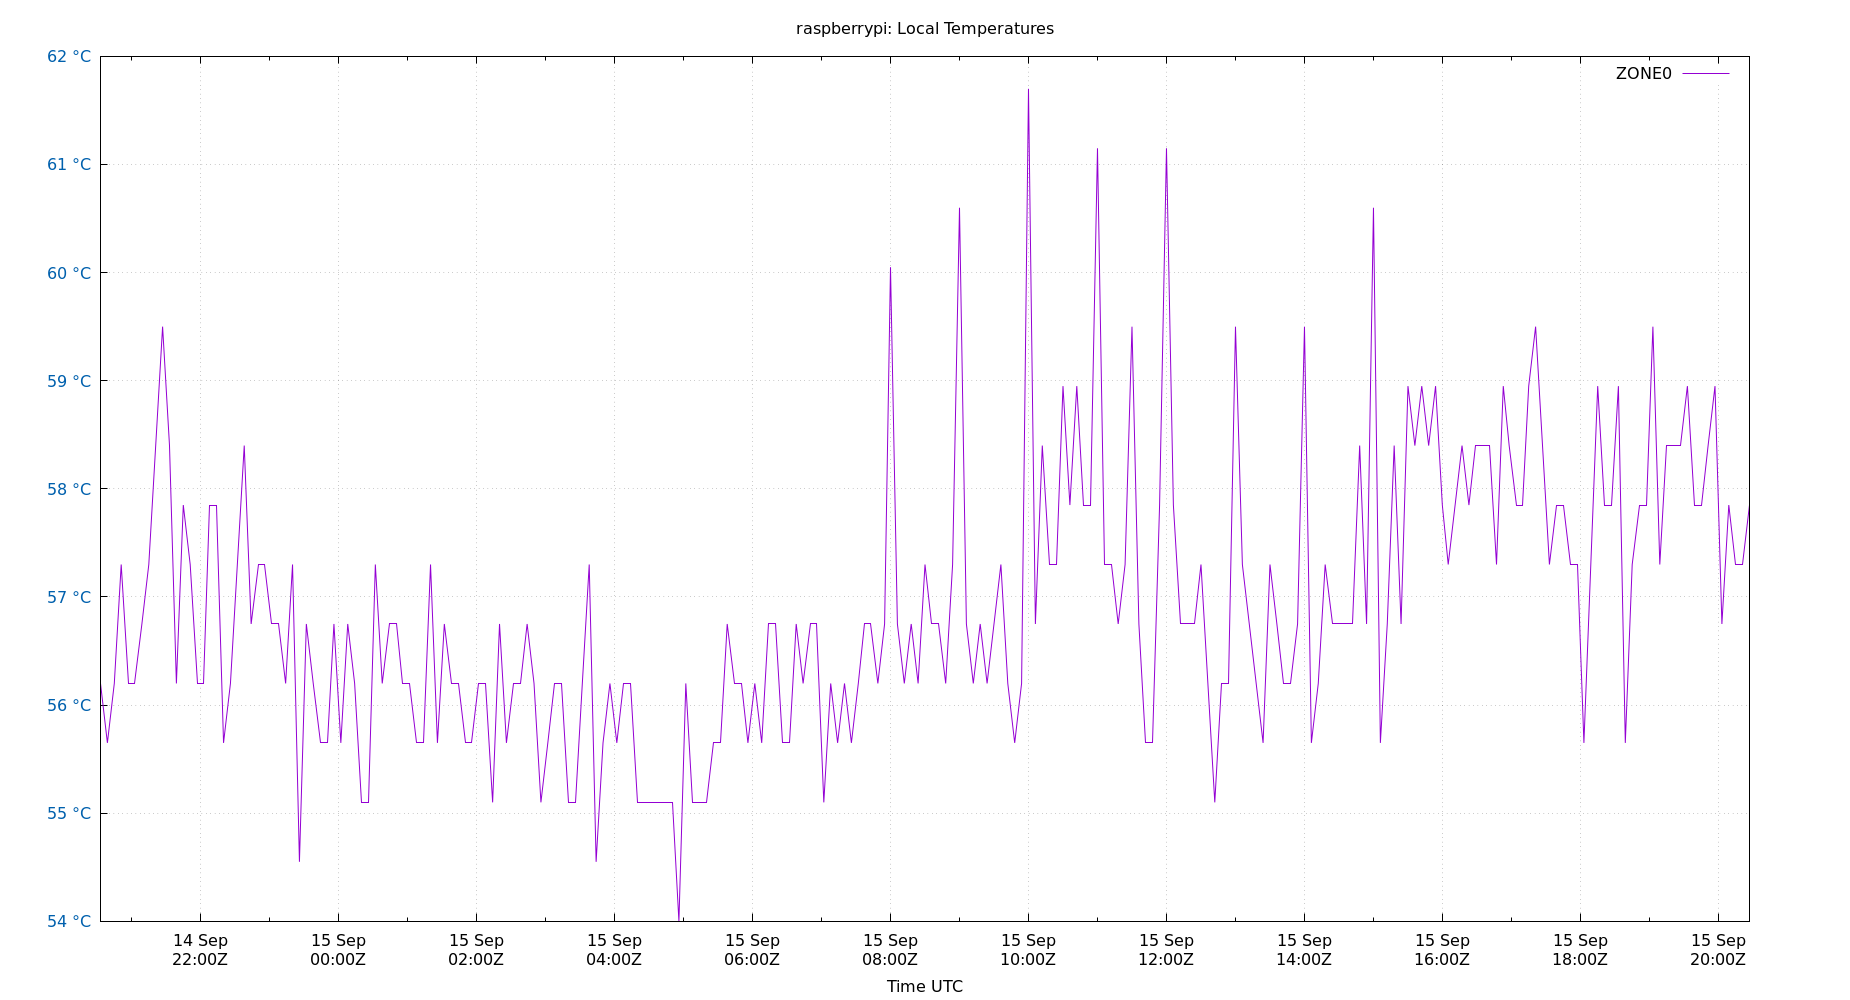 raspberrypi: Local Temperatures
ZONE0
62 °C
61 °C
60 °C
59 °C
58 °C
57 °C
56 °C
55 °C
54 °C
14 Sep 15 Sep 15 Sep 15 Sep 15 Sep 15 Sep 15 Sep 15 Sep 15 Sep 15 Sep 15 Sep 15 Sep
22:00Z 00:00Z 02:00Z 04:00Z 06:00Z 08:00Z 10:00Z 12:00Z 14:00Z 16:00Z 18:00Z 20:00Z
Time UTC